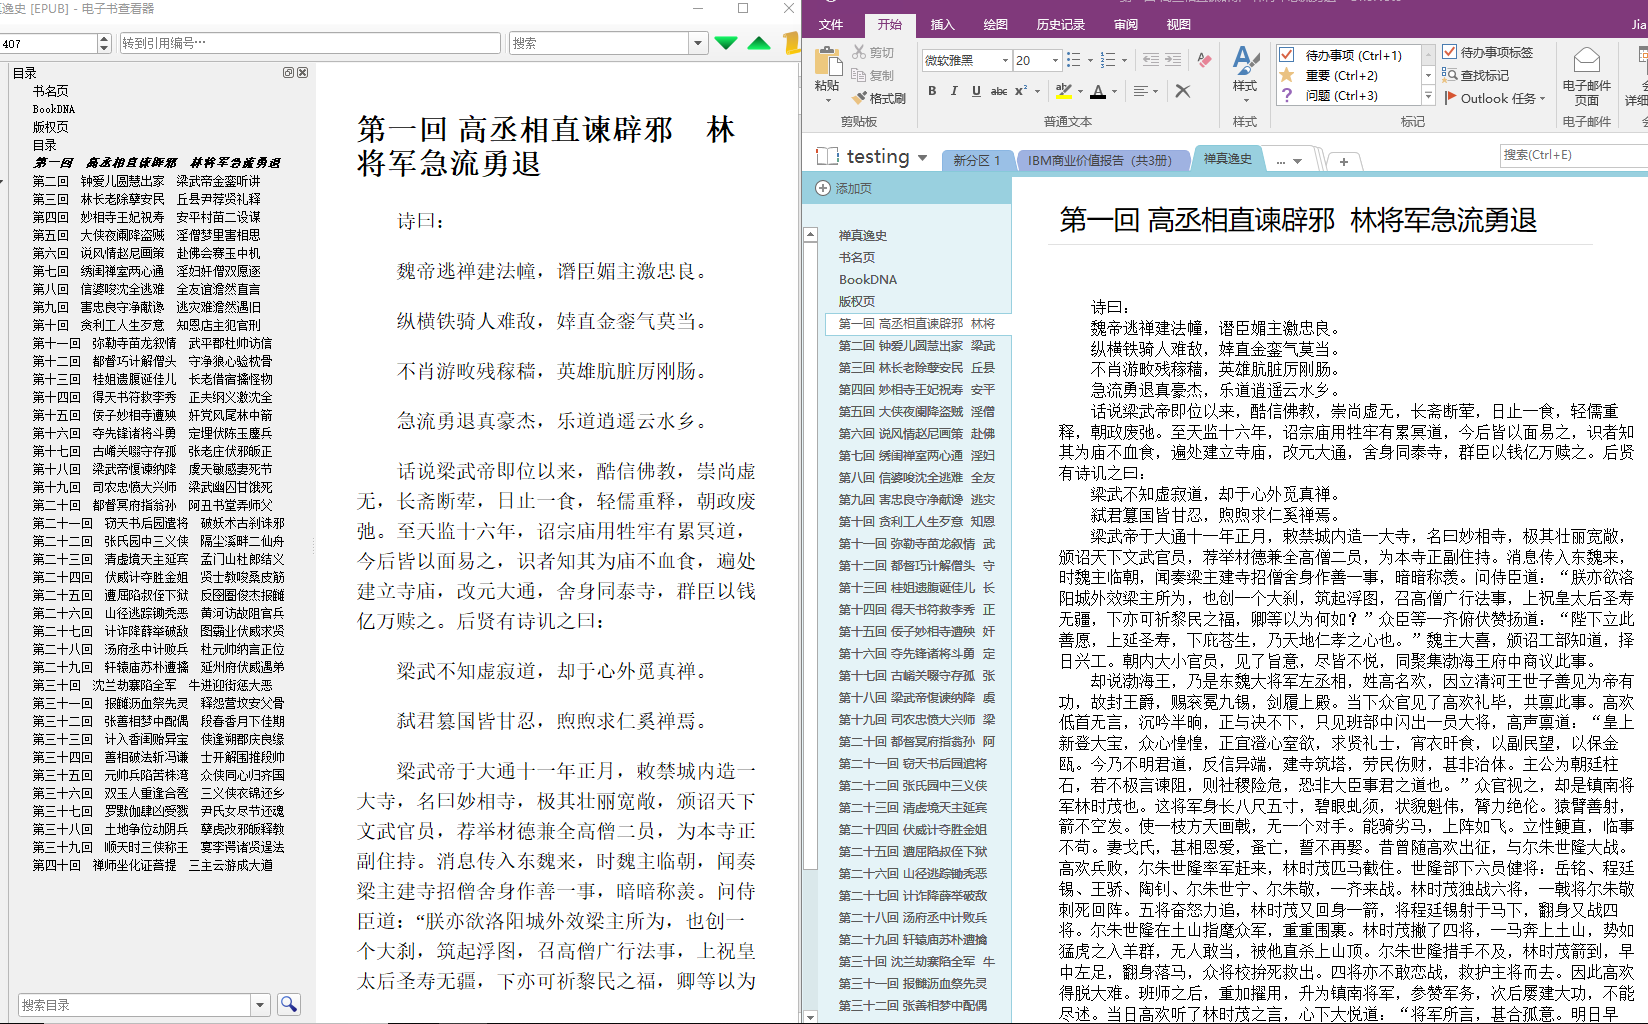 真逸史 [EPUB] - 电子书查看器
407
转到引用编号…
搜索
目录
书名页
BookDNA
版权页
目录
第一回 高丞相直谏辟邪 林将军急流勇退
第二回 钟爱儿圆慧出家 梁武帝金銮听讲
第三回 林长老除孽安民 丘县尹荐贤礼释
第四回 妙相寺王妃祝寿 安平村苗二设谋
第五回 大侠夜阑降盗贼 淫僧梦里害相思
第六回 说风情赵尼画策 赴佛会赛玉中机
第七回 绣闺禅室两心通 淫妇奸僧双愿逐
第八回 信婆唆沈全逃难 全友谊澹然直言
第九回 害忠良守净献谗 逃灾难澹然遇旧
第十回 贪利工人生歹意 知恩店主犯官刑
第十一回 弥勒寺苗龙叙情 武平郡杜帅访信
第十二回 都督巧计解僧头 守净狼心验枕骨
第十三回 桂姐遗腹诞佳儿 长老借宿擒怪物
第十四回 得天书符救李秀 正夫纲义激沈全
第十五回 佞子妙相寺遭殃 奸党风尾林中箭
第十六回 夺先锋诸将斗勇 定埋伏陈玉鏖兵
第十七回 古崤关啜守存孤 张老庄伏邪皈正
第十八回 梁武帝愎谏纳降 虞天敏感妻死节
第十九回 司农忠愤大兴师 梁武幽囚甘饿死
第二十回 都督冥府指翁孙 阿丑书堂弄师父
第二十一回 窃天书后园遣将 破妖术古刹诛邪
第二十二回 张氏园中三义侠 隔尘溪畔二仙舟
第二十三回 清虚境天主延宾 孟门山杜郎结义
第二十四回 伏威计夺胜金姐 贤士教唆桑皮筋
第二十五回 遭屈陷叔侄下狱 反囹圄俊杰报雠
第二十六回 山径逃踪锄秃恶 黄河访故阻官兵
第二十七回 计诈降薛举破敌 图霸业伏威求贤
第二十八回 汤府丞中计败兵 杜元帅纳言正位
第二十九回 轩辕庙苏朴遭擒 延州府伏威遇弟
第三十回 沈兰劫寨陷全军 牛进迎街惩大恶
第三十一回 报雠沥血祭先灵 释怨营坟安父骨
第三十二回 张善相梦中配偶 段春香月下佳期
第三十三回 计入香闺贻异宝 侠逢朔郡庆良缘
第三十四回 善相破法斩冯谦 士开解围推段帅
第三十五回 元帅兵陷苦株湾 众侠同心归齐国
第三十六回 双玉人重逢合卺 三义侠衣锦还乡
第三十七回 罗默伽肆凶受戮 尹氏女尽节还魂
第三十八回 土地争位动阴兵 孽虎改邪皈释教
第三十九回 顺天时三侠称王 宴李谔诸贤逞法
第四十回 禅师坐化证菩提 三主云游成大道
搜索目录
第一回 高丞相直谏辟邪 林
将军急流勇退
诗曰：
魏帝逃禅建法幢，谮臣媚主激忠良。
纵横铁骑人难敌，婞直金銮气莫当。
不肖游畋残稼穑，英雄肮脏厉刚肠。
急流勇退真豪杰，乐道逍遥云水乡。
话说梁武帝即位以来，酷信佛教，崇尚虚
无，长斋断荤，日止一食，轻儒重释，朝政废
弛。至天监十六年，诏宗庙用牲牢有累冥道，
今后皆以面易之，识者知其为庙不血食，遍处
建立寺庙，改元大通，舍身同泰寺，群臣以钱
亿万赎之。后贤有诗讥之曰：
梁武不知虚寂道，却于心外觅真禅。
弑君篡国皆甘忍，煦煦求仁奚禅焉。
梁武帝于大通十一年正月，敕禁城内造一
大寺，名曰妙相寺，极其壮丽宽敞，颁诏天下
文武官员，荐举材德兼全高僧二员，为本寺正
副住持。消息传入东魏来，时魏主临朝，闻奏
梁主建寺招僧舍身作善一事，暗暗称羡。问侍
臣道：“朕亦欲洛阳城外效梁主所为，也创一
个大刹，筑起浮图，召高僧广行法事，上祝皇
太后圣寿无疆，下亦可祈黎民之福，卿等以为
文件 开始 插入 绘图 历史记录 审阅 视图 Jia
粘贴
剪切
复制
格式刷
剪贴板
微软雅黑 20
B I U abc x²
普通文本
样式
样式
待办事项 (Ctrl+1)
重要 (Ctrl+2)
问题 (Ctrl+3)
待办事项标签
查找标记
Outlook 任务
标记
电子邮件
页面
电子邮件
详细
testing
新分区 1
IBM商业价值报告（共3册）
禅真逸史
...
搜索(Ctrl+E)
添加页
禅真逸史
书名页
BookDNA
版权页
第一回 高丞相直谏辟邪 林将
第二回 钟爱儿圆慧出家 梁武
第三回 林长老除孽安民 丘县
第四回 妙相寺王妃祝寿 安平
第五回 大侠夜阑降盗贼 淫僧
第六回 说风情赵尼画策 赴佛
第七回 绣闺禅室两心通 淫妇
第八回 信婆唆沈全逃难 全友
第九回 害忠良守净献谗 逃灾
第十回 贪利工人生歹意 知恩
第十一回 弥勒寺苗龙叙情 武
第十二回 都督巧计解僧头 守
第十三回 桂姐遗腹诞佳儿 长
第十四回 得天书符救李秀 正
第十五回 佞子妙相寺遭殃 奸
第十六回 夺先锋诸将斗勇 定
第十七回 古崤关啜守存孤 张
第十八回 梁武帝愎谏纳降 虞
第十九回 司农忠愤大兴师 梁
第二十回 都督冥府指翁孙 阿
第二十一回 窃天书后园遣将
第二十二回 张氏园中三义侠
第二十三回 清虚境天主延宾
第二十四回 伏威计夺胜金姐
第二十五回 遭屈陷叔侄下狱
第二十六回 山径逃踪锄秃恶
第二十七回 计诈降薛举破敌
第二十八回 汤府丞中计败兵
第二十九回 轩辕庙苏朴遭擒
第三十回 沈兰劫寨陷全军 牛
第三十一回 报雠沥血祭先灵
第三十二回 张善相梦中配偶
第一回 高丞相直谏辟邪 林将军急流勇退
诗曰：
魏帝逃禅建法幢，谮臣媚主激忠良。
纵横铁骑人难敌，婞直金銮气莫当。
不肖游畋残稼穑，英雄肮脏厉刚肠。
急流勇退真豪杰，乐道逍遥云水乡。
话说梁武帝即位以来，酷信佛教，崇尚虚无，长斋断荤，日止一食，轻儒重
释，朝政废弛。至天监十六年，诏宗庙用牲牢有累冥道，今后皆以面易之，识者知
其为庙不血食，遍处建立寺庙，改元大通，舍身同泰寺，群臣以钱亿万赎之。后贤
有诗讥之曰：
梁武不知虚寂道，却于心外觅真禅。
弑君篡国皆甘忍，煦煦求仁奚禅焉。
梁武帝于大通十一年正月，敕禁城内造一大寺，名曰妙相寺，极其壮丽宽敞，
颁诏天下文武官员，荐举材德兼全高僧二员，为本寺正副住持。消息传入东魏来，
时魏主临朝，闻奏梁主建寺招僧舍身作善一事，暗暗称羡。问侍臣道：“朕亦欲洛
阳城外效梁主所为，也创一个大刹，筑起浮图，召高僧广行法事，上祝皇太后圣寿
无疆，下亦可祈黎民之福，卿等以为何如？”众臣等一齐俯伏赞扬道：“陛下立此
善愿，上延圣寿，下庇苍生，乃天地仁孝之心也。”魏主大喜，颁诏工部知道，择
日兴工。朝内大小官员，见了旨意，尽皆不悦，同聚集渤海王府中商议此事。
却说渤海王，乃是东魏大将军左丞相，姓高名欢，因立清河王世子善见为帝有
功，故封王爵，赐衮冕九锡，剑履上殿。当下众官见了高欢礼毕，共禀此事。高欢
低首无言，沉吟半晌，正与决不下，只见班部中闪出一员大将，高声禀道：“皇上
新登大宝，众心惶惶，正宜澄心窒欲，求贤礼士，宵衣旰食，以副民望，以保金
瓯。今乃不明君道，反信异端，建寺筑塔，劳民伤财，甚非治体。主公为朝廷柱
石，若不极言谏阻，则社稷险危，恐非大臣事君之道也。”众官视之，却是镇南将
军林时茂也。这将军身长八尺五寸，碧眼虬须，状貌魁伟，膂力绝伦。猿臂善射，
箭不空发。使一枝方天画戟，无一个对手。能骑劣马，上阵如飞。立性鲠直，临事
不苟。妻戈氏，甚相恩爱，蚤亡，誓不再娶。昔曾随高欢出征，与尔朱世隆大战。
高欢兵败，尔朱世隆率军赶来，林时茂匹马截住。世隆部下六员健将：岳铭、程廷
锡、王骄、陶钊、尔朱世宁、尔朱敬，一齐来战。林时茂独战六将，一戟将尔朱敬
刺死回阵。五将奋怒力追，林时茂又回身一箭，将程廷锡射于马下，翻身又战四
将。尔朱世隆在土山指麾众军，重重围裹。林时茂撇了四将，一马奔上土山，势如
猛虎之入羊群，无人敢当，被他直杀上山顶。尔朱世隆措手不及，林时茂箭到，早
中左足，翻身落马，众将校拚死救出。四将亦不敢恋战，救护主将而去。因此高欢
得脱大难。班师之后，重加擢用，升为镇南将军，参赞军务，次后屡建大功，不能
尽述。当日高欢听了林时茂之言，心下大悦道：“将军所言，甚合孤意。明日早